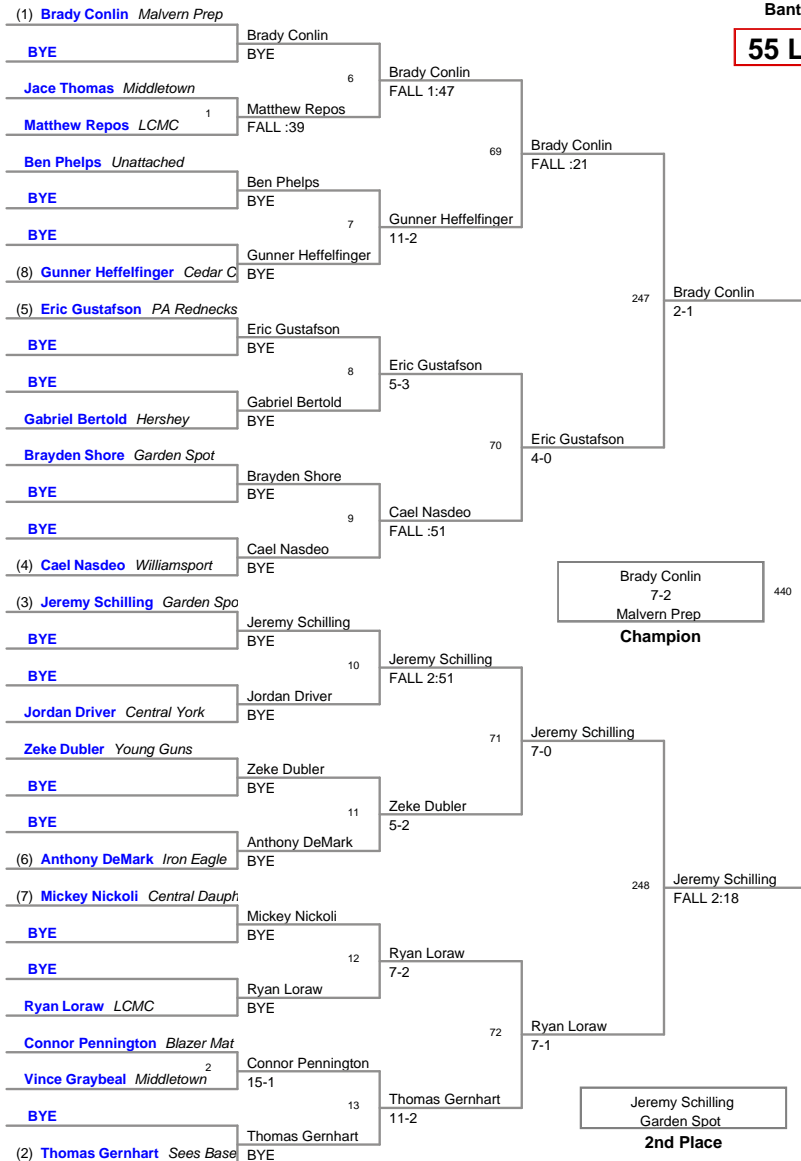 Bant
55 L
(1) Brady Conlin Malvern Prep
BYE
Jace Thomas Middletown
1
Matthew Repos LCMC
Ben Phelps Unattached
BYE
BYE
(8) Gunner Heffelfinger Cedar C
(5) Eric Gustafson PA Rednecks
BYE
BYE
Gabriel Bertold Hershey
Brayden Shore Garden Spot
BYE
BYE
(4) Cael Nasdeo Williamsport
(3) Jeremy Schilling Garden Spo
BYE
BYE
Jordan Driver Central York
Zeke Dubler Young Guns
BYE
BYE
(6) Anthony DeMark Iron Eagle
(7) Mickey Nickoli Central Dauph
BYE
BYE
Ryan Loraw LCMC
Connor Pennington Blazer Mat
2
Vince Graybeal Middletown
BYE
(2) Thomas Gernhart Sees Base
Brady Conlin
BYE
6
Matthew Repos
FALL :39
Ben Phelps
BYE
7
Gunner Heffelfinger
BYE
Eric Gustafson
BYE
8
Gabriel Bertold
BYE
Brayden Shore
BYE
9
Cael Nasdeo
BYE
Jeremy Schilling
BYE
10
Jordan Driver
BYE
Zeke Dubler
BYE
11
Anthony DeMark
BYE
Mickey Nickoli
BYE
12
Ryan Loraw
BYE
Connor Pennington
15-1
13
Thomas Gernhart
BYE
Brady Conlin
FALL 1:47
69
Gunner Heffelfinger
11-2
Eric Gustafson
5-3
70
Cael Nasdeo
FALL :51
Jeremy Schilling
FALL 2:51
71
Zeke Dubler
5-2
Ryan Loraw
7-2
72
Thomas Gernhart
11-2
Brady Conlin
FALL :21
247
Eric Gustafson
4-0
Jeremy Schilling
7-0
248
Ryan Loraw
7-1
Brady Conlin
2-1
Jeremy Schilling
FALL 2:18
Brady Conlin
7-2
Malvern Prep
440
Champion
Jeremy Schilling
Garden Spot
2nd Place